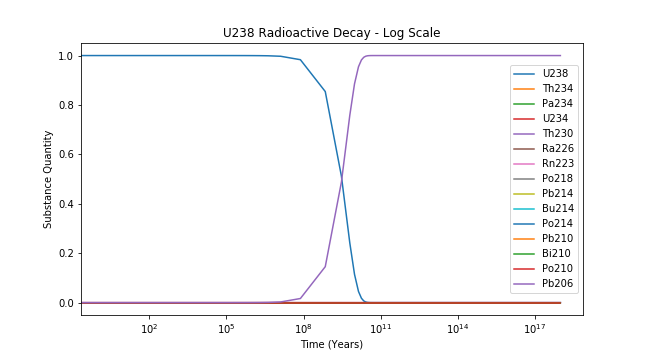 U238 Radioactive Decay - Log Scale
Substance Quantity
1.0
0.8
0.6
0.4
0.2
0.0
10²
10⁵
10⁸
10¹¹
10¹⁴
10¹⁷
Time (Years)
U238
Th234
Pa234
U234
Th230
Ra226
Rn223
Po218
Pb214
Bu214
Po214
Pb210
Bi210
Po210
Pb206